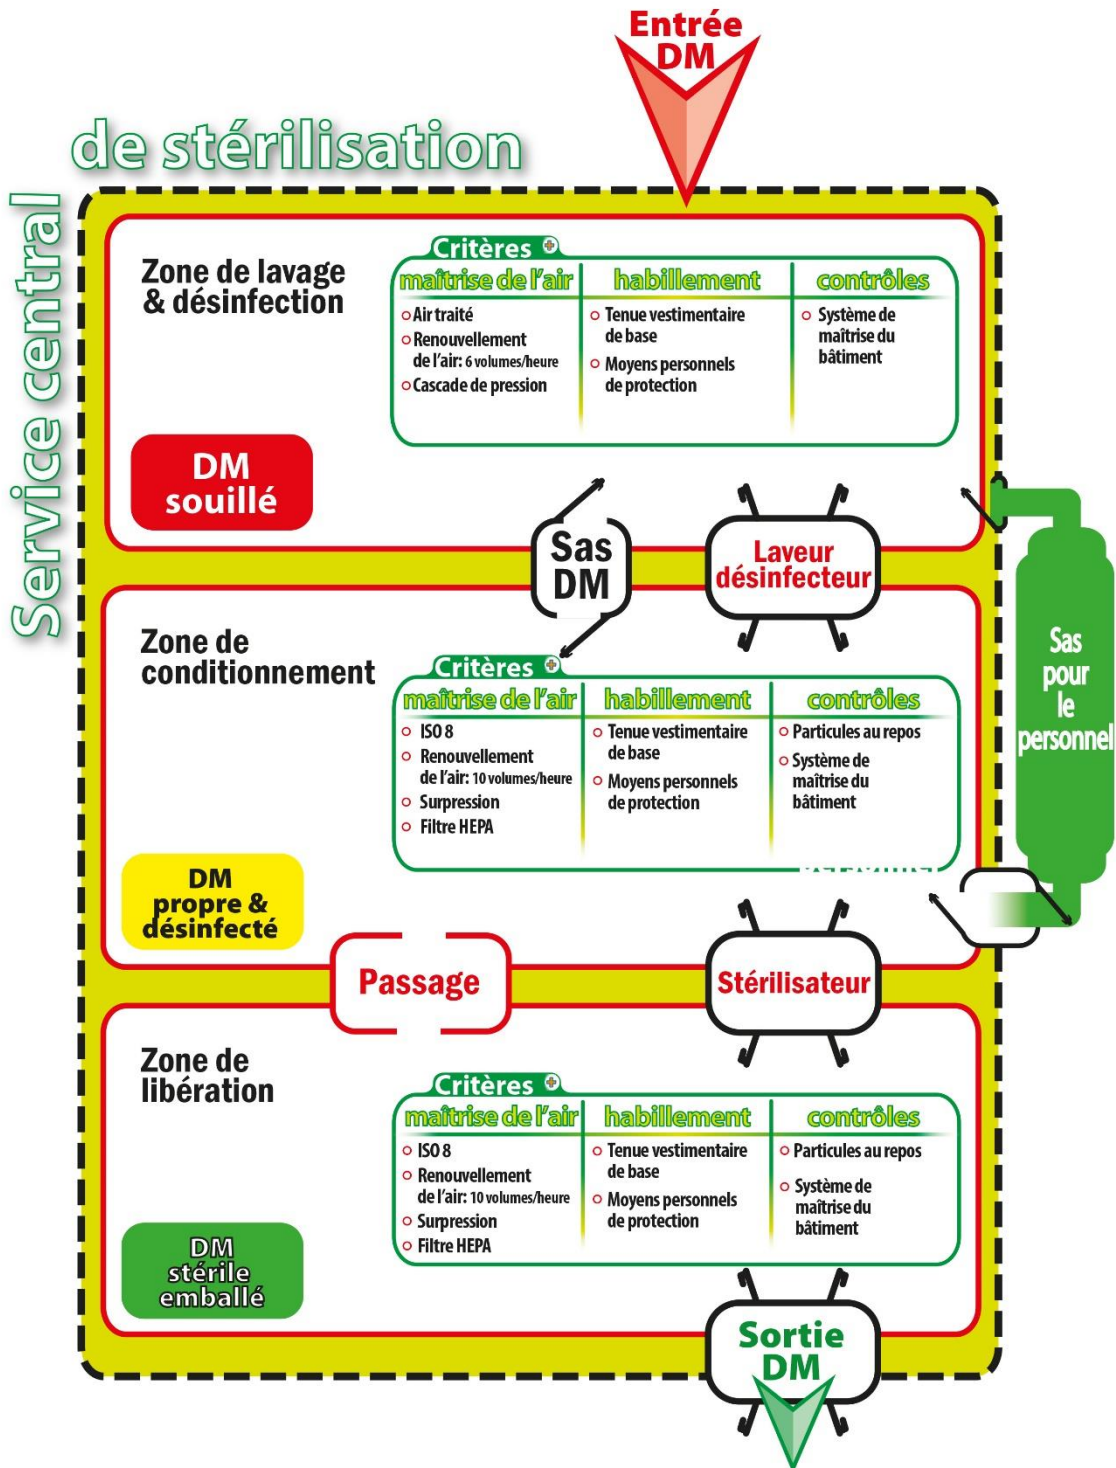 Entrée
DM
de stérilisation
Service central
Zone de lavage
& désinfection
Critères
maîtrise de l'air
habillement
contrôles
Air traité
Renouvellement
de l'air: 6 volumes/heure
Cascade de pression
Tenue vestimentaire
de base
Moyens personnels
de protection
Système de
maîtrise du
bâtiment
DM
souillé
Sas
DM
Laveur
désinfecteur
Sas
pour
le
personnel
Zone de
conditionnement
Critères
maîtrise de l'air
habillement
contrôles
ISO 8
Renouvellement
de l'air: 10 volumes/heure
Surpression
Filtre HEPA
Tenue vestimentaire
de base
Moyens personnels
de protection
Particules au repos
Système de
maîtrise du
bâtiment
personnel
DM
propre &
désinfecté
Passage
Stérilisateur
Zone de
libération
Critères
maîtrise de l'air
habillement
contrôles
ISO 8
Renouvellement
de l'air: 10 volumes/heure
Surpression
Filtre HEPA
Tenue vestimentaire
de base
Moyens personnels
de protection
Particules au repos
Système de
maîtrise du
bâtiment
DM
stérile
emballé
Sortie
DM